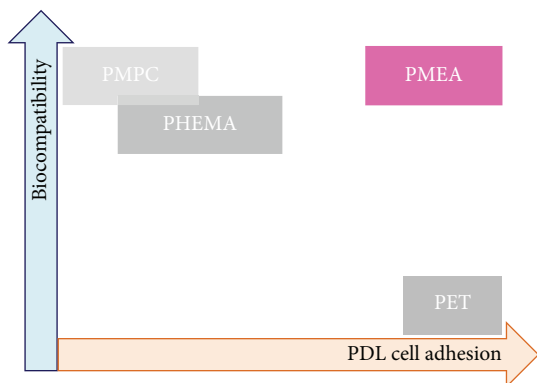 Biocompatibility
PMPC
PMEA
PHEMA
PET
PDL cell adhesion